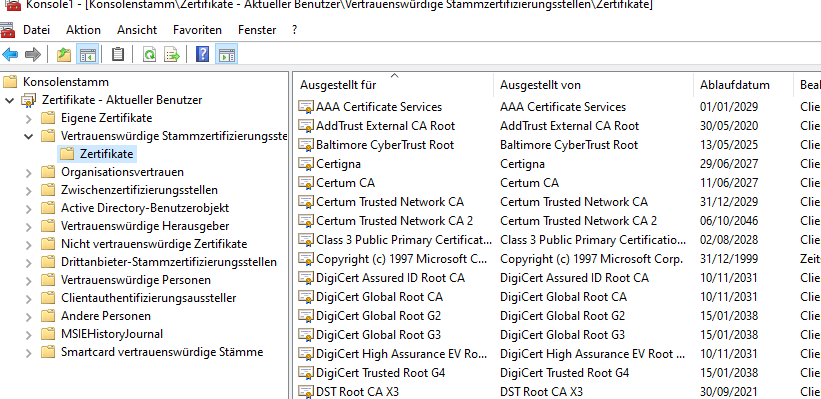 Konsole1 - [Konsolenstamm\Zertifikate - Aktueller Benutzer\Vertrauenswürdige Stammzertifizierungsstellen\Zertifikate]
Datei Aktion Ansicht Favoriten Fenster ?
Konsolenstamm
Zertifikate - Aktueller Benutzer
Eigene Zertifikate
Vertrauenswürdige Stammzertifizierungsste
Zertifikate
Organisationsvertrauen
Zwischenzertifizierungsstellen
Active Directory-Benutzerobjekt
Vertrauenswürdige Herausgeber
Nicht vertrauenswürdige Zertifikate
Drittanbieter-Stammzertifizierungsstellen
Vertrauenswürdige Personen
Clientauthentifizierungsaussteller
Andere Personen
MSIEHistoryJournal
Smartcard vertrauenswürdige Stämme
Ausgestellt für Ausgestellt von Ablaufdatum Beal
AAA Certificate Services AAA Certificate Services 01/01/2029 Clie
AddTrust External CA Root AddTrust External CA Root 30/05/2020 Clie
Baltimore CyberTrust Root Baltimore CyberTrust Root 13/05/2025 Clie
Certigna Certigna 29/06/2027 Clie
Certum CA Certum CA 11/06/2027 Clie
Certum Trusted Network CA Certum Trusted Network CA 31/12/2029 Clie
Certum Trusted Network CA 2 Certum Trusted Network CA 2 06/10/2046 Clie
Class 3 Public Primary Certificat... Class 3 Public Primary Certificatio... 02/08/2028 Clie
Copyright (c) 1997 Microsoft C... Copyright (c) 1997 Microsoft Corp. 31/12/1999 Zeits
DigiCert Assured ID Root CA DigiCert Assured ID Root CA 10/11/2031 Clie
DigiCert Global Root CA DigiCert Global Root CA 10/11/2031 Clie
DigiCert Global Root G2 DigiCert Global Root G2 15/01/2038 Clie
DigiCert Global Root G3 DigiCert Global Root G3 15/01/2038 Clie
DigiCert High Assurance EV Ro... DigiCert High Assurance EV Root ... 10/11/2031 Clie
DigiCert Trusted Root G4 DigiCert Trusted Root G4 15/01/2038 Clie
DST Root CA X3 DST Root CA X3 30/09/2021 Clie